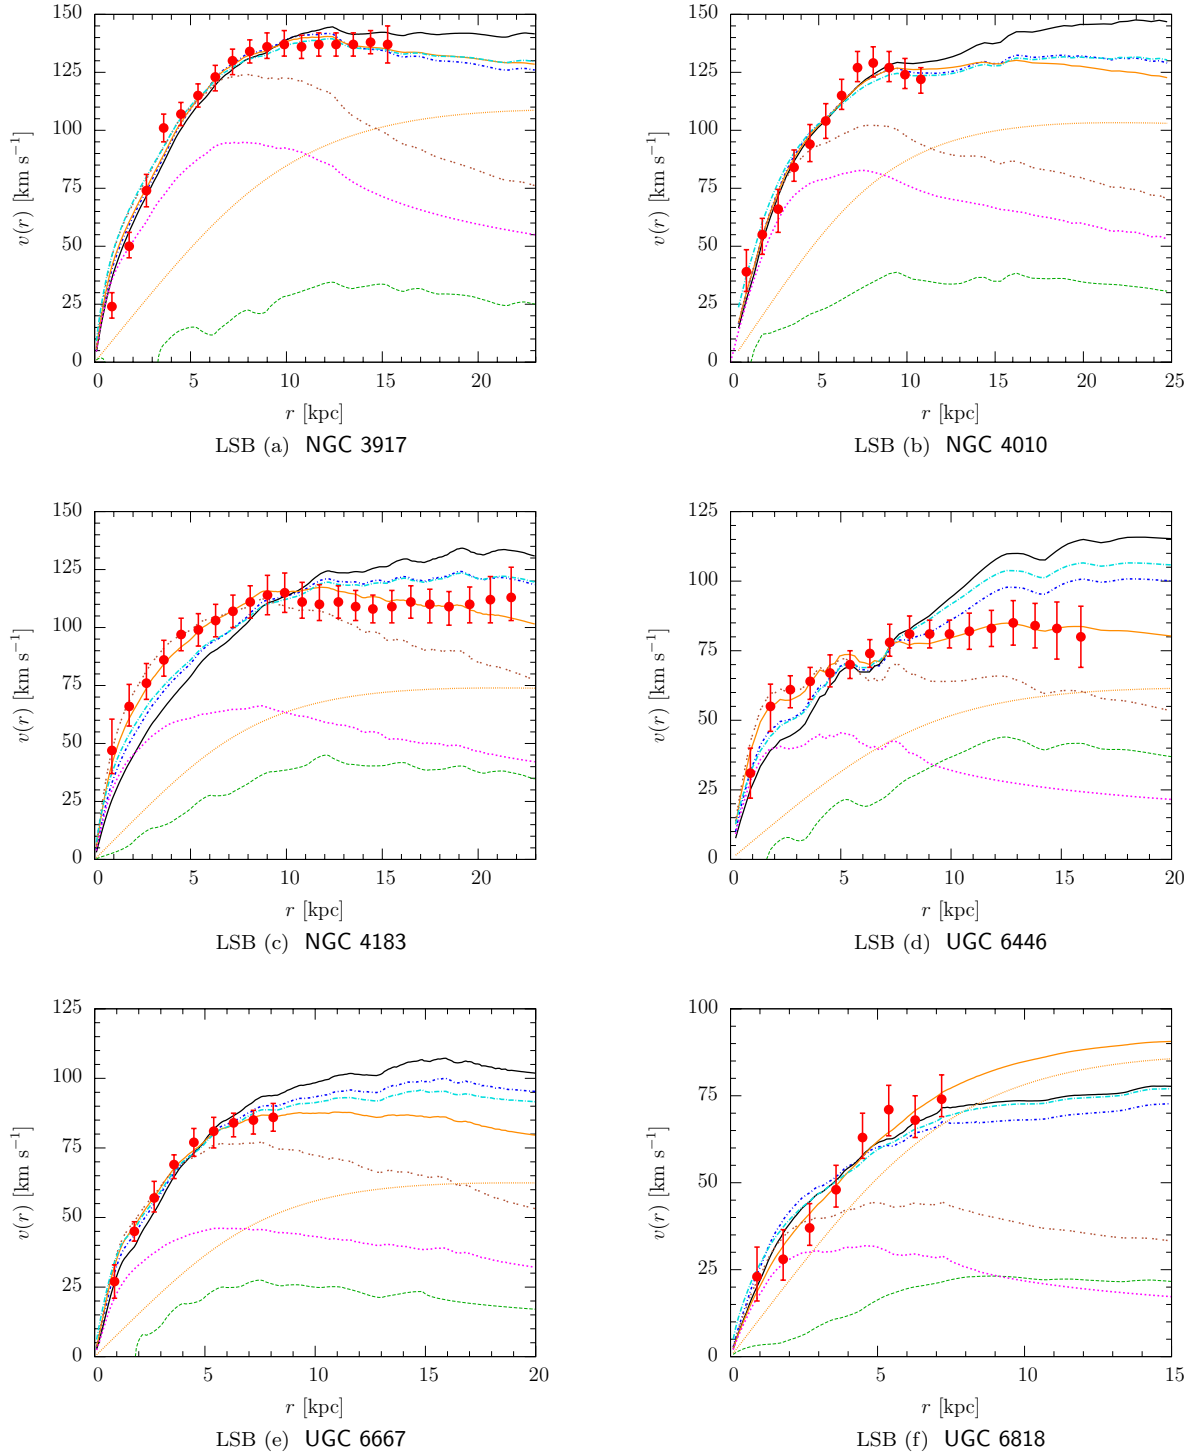 150
125
100
75
50
25
0
v(r) [km s⁻¹]
0 5 10 15 20
r [kpc]
LSB (a) NGC 3917
150
125
100
75
50
25
0
v(r) [km s⁻¹]
0 5 10 15 20 25
r [kpc]
LSB (b) NGC 4010
150
125
100
75
50
25
0
v(r) [km s⁻¹]
0 5 10 15 20
r [kpc]
LSB (c) NGC 4183
125
100
75
50
25
0
v(r) [km s⁻¹]
0 5 10 15 20
r [kpc]
LSB (d) UGC 6446
125
100
75
50
25
0
v(r) [km s⁻¹]
0 5 10 15 20
r [kpc]
LSB (e) UGC 6667
100
75
50
25
0
v(r) [km s⁻¹]
0 5 10 15
r [kpc]
LSB (f) UGC 6818